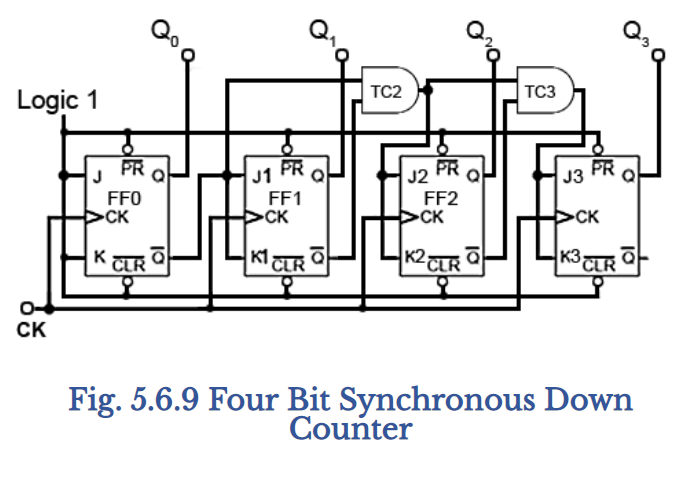 Q0 Q1 Q2 Q3
Logic 1
TC2 TC3
J PR Q J1 PR Q J2 PR Q J3 PR Q
FF0 FF1 FF2
CK CK CK CK
K CLR Q K1 CLR Q K2 CLR Q K3 CLR Q
CK
Fig. 5.6.9 Four Bit Synchronous Down
Counter